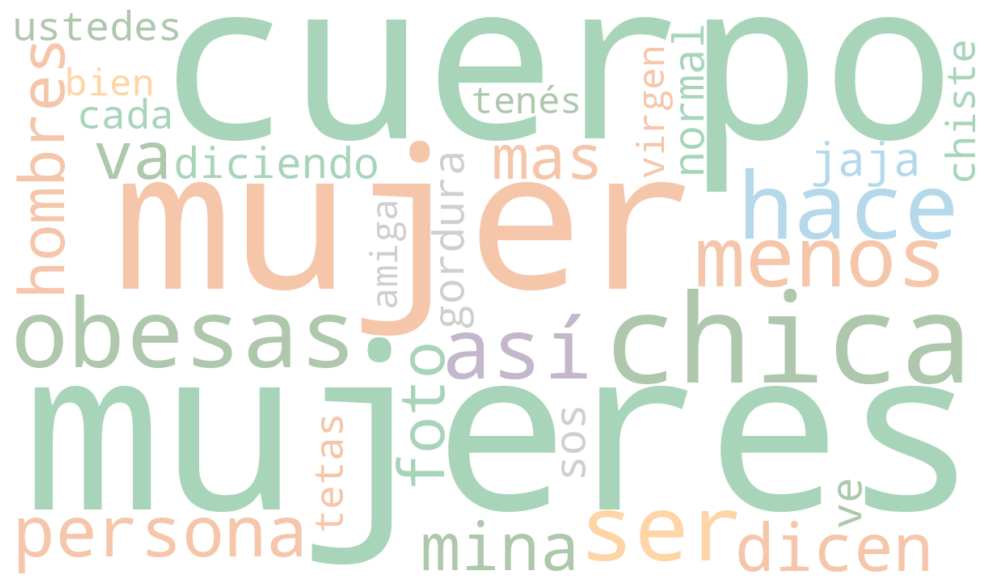 ustedes
cuerpo
bien
cada
tenés
virgen
normal
chiste
hombres
va
diciendo
mas
jaja
mujer
amiga
gordura
hace
menos
obesas
así
chica
foto
mujeres
tetas
sos
ve
persona
mina
ser
dicen